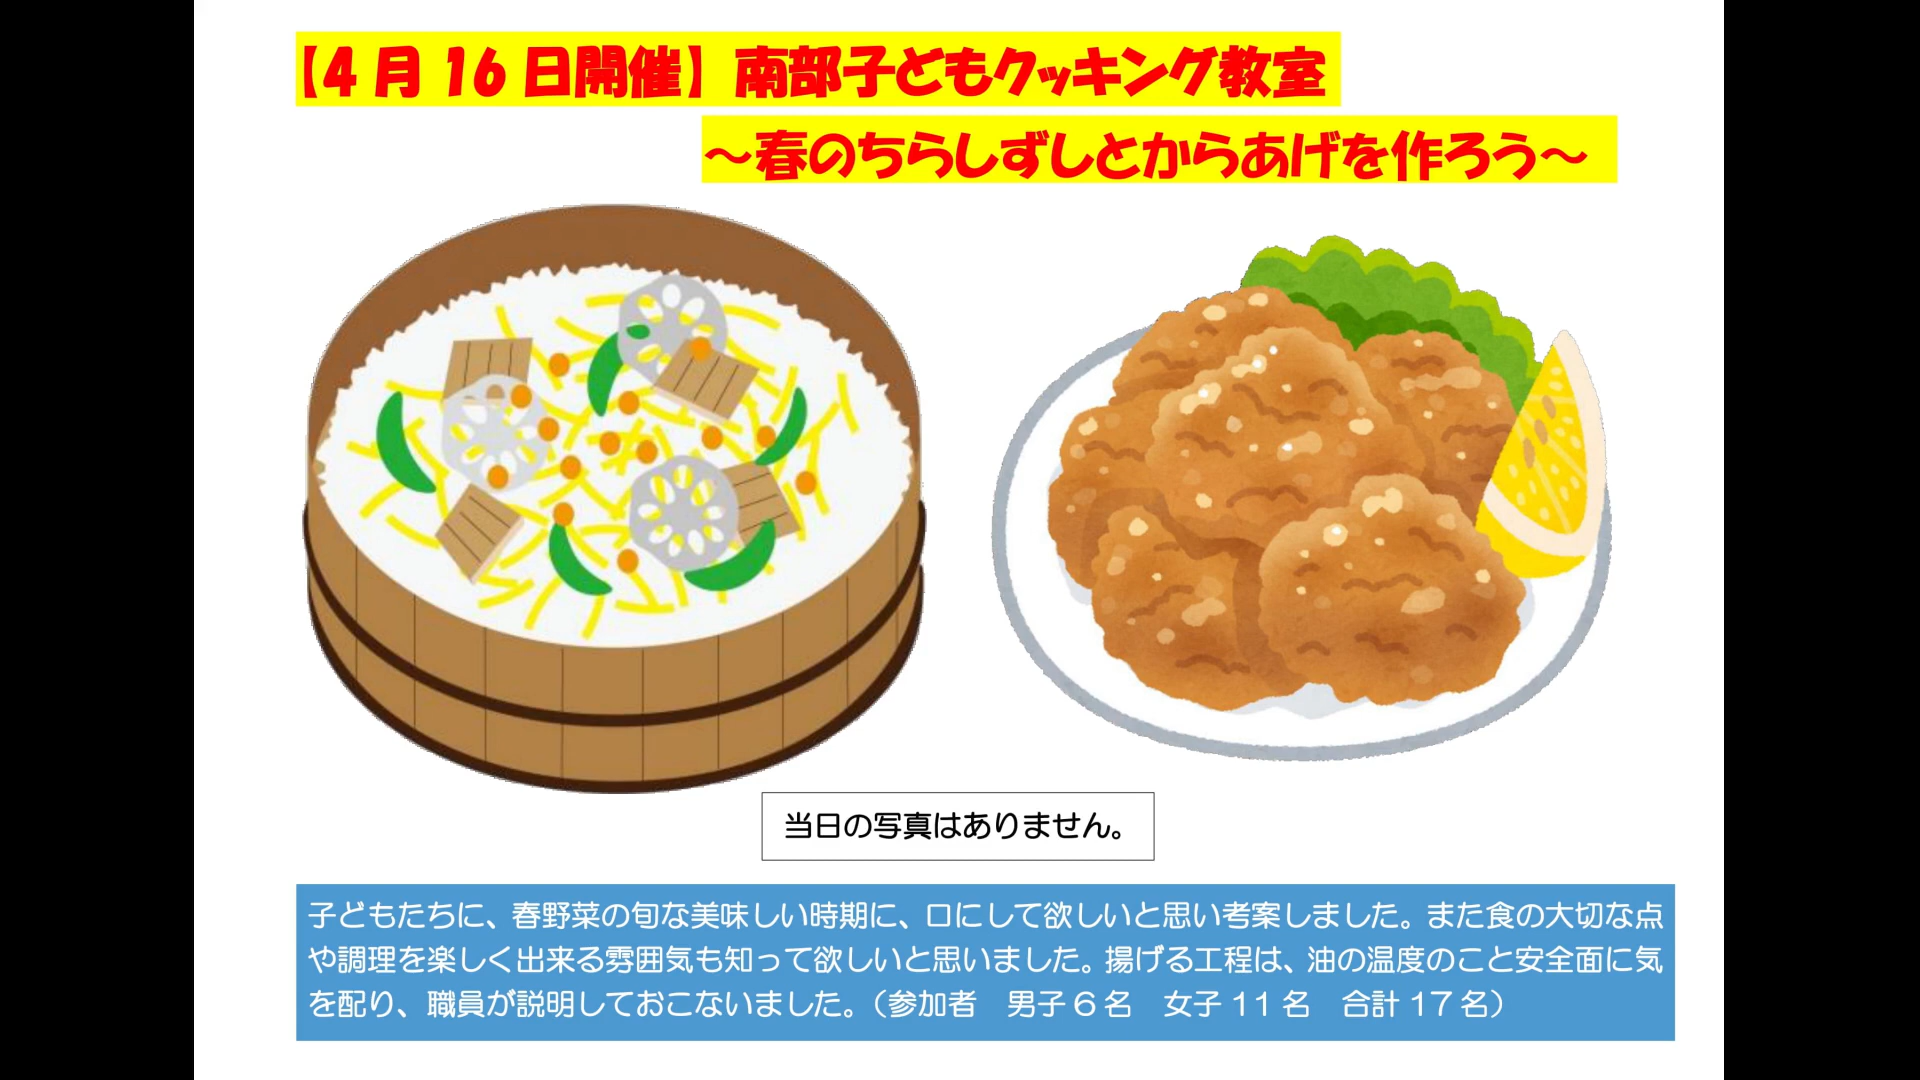 【4月16日開催】南部子どもクッキング教室
～春のちらしずしとからあげを作ろう～
当日の写真はありません。
子どもたちに、春野菜の旬な美味しい時期に、口にして欲しいと思い考案しました。また食の大切な点
や調理を楽しく出来る雰囲気も知って欲しいと思いました。揚げる工程は、油の温度のこと安全面に気
を配り、職員が説明しておこないました。（参加者　男子6名　女子11名　合計17名）